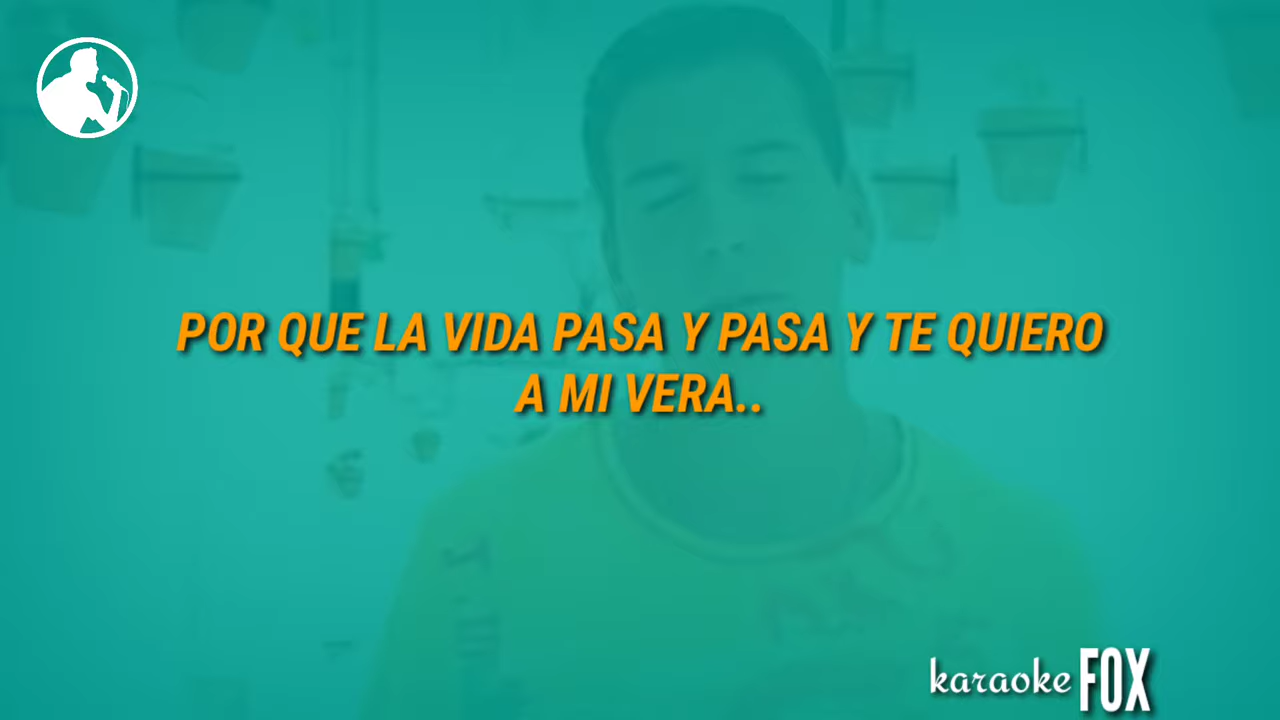 POR QUE LA VIDA PASA Y PASA Y TE QUIERO
A MI VERA..
karaoke FOX